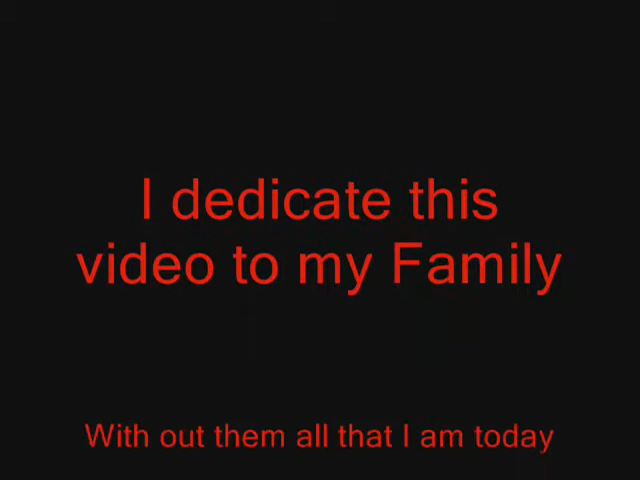 I dedicate this
video to my Family
With out them all that I am today